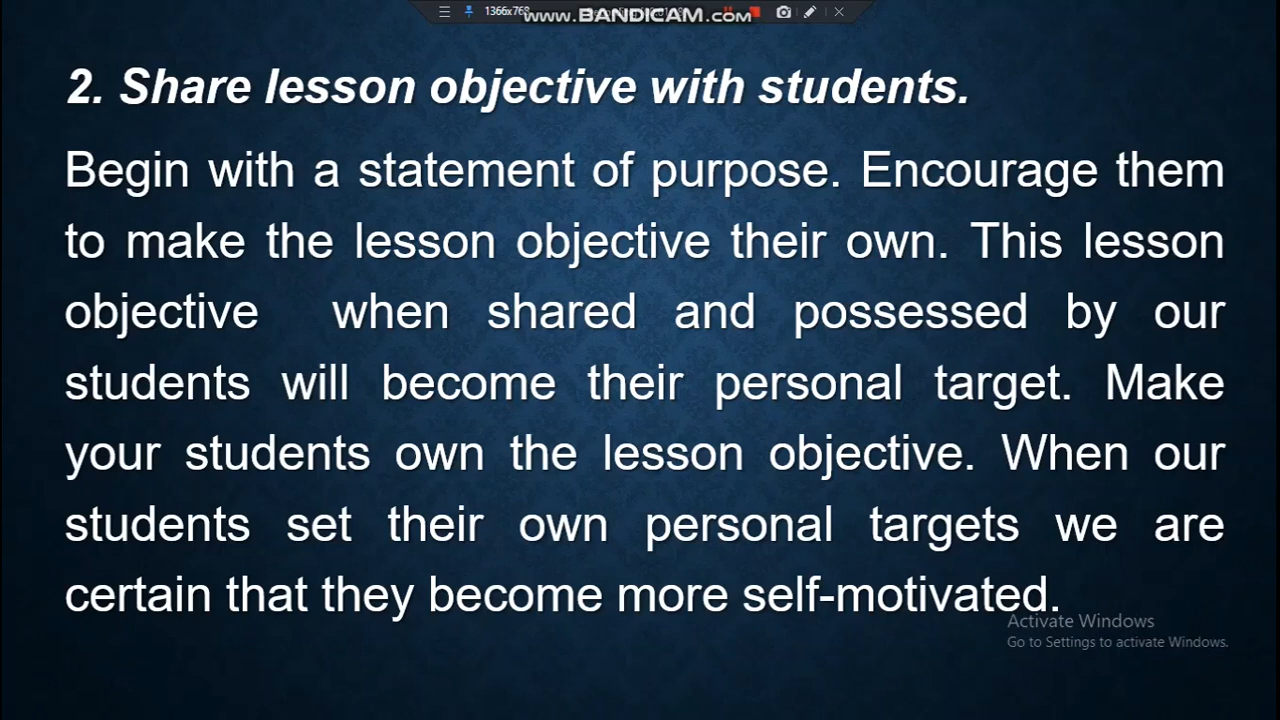 1366x768
www.BANDICAM.com
2. Share lesson objective with students.
Begin with a statement of purpose. Encourage them
to make the lesson objective their own. This lesson
objective when shared and possessed by our
students will become their personal target. Make
your students own the lesson objective. When our
students set their own personal targets we are
certain that they become more self-motivated.
Activate Windows
Go to Settings to activate Windows.